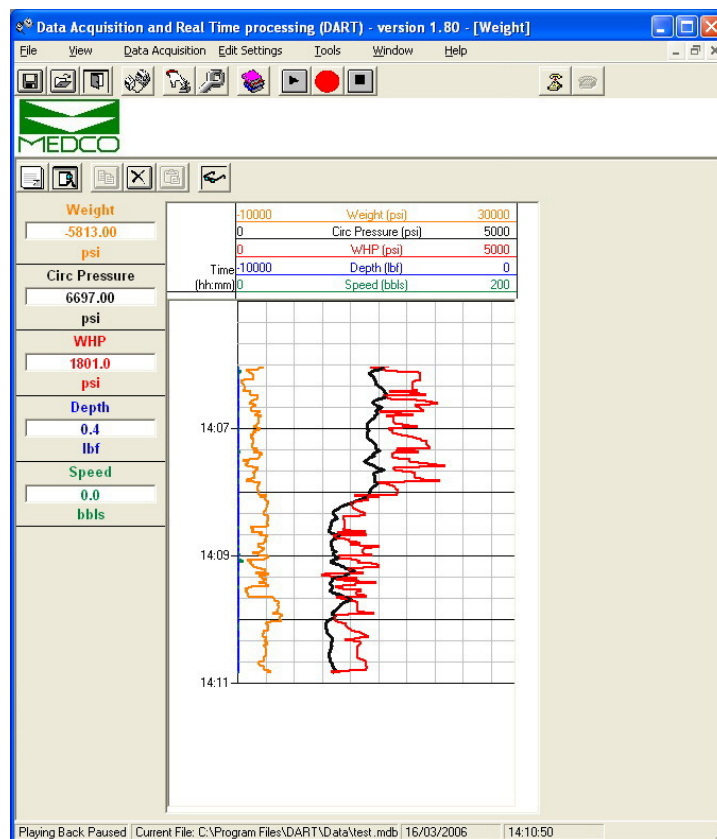 Data Acquisition and Real Time processing (DART) - version 1.80 - [Weight]
File View Data Acquisition Edit Settings Tools Window Help
MEDCO
Weight
-5813.00
psi
Circ Pressure
6697.00
psi
WHP
1801.0
psi
Depth
0.4
lbf
Speed
0.0
bbls
-10000 Weight (psi) 30000
0 Circ Pressure (psi) 5000
0 WHP (psi) 5000
Time -10000 Depth (lbf) 0
(hh:mm) 0 Speed (bbls) 200
14:07
14:09
14:11
Playing Back Paused Current File: C:\Program Files\DART\Data\test.mdb 16/03/2006 14:10:50